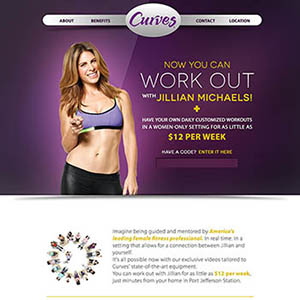 ABOUT
BENEFITS
Curves
CONTACT
LOCATION
NOW YOU CAN
WORK OUT
WITH JILLIAN MICHAELS!
+
HAVE YOUR OWN DAILY CUSTOMIZED WORKOUTS
IN A WOMEN-ONLY SETTING FOR AS LITTLE AS
$12 PER WEEK
HAVE A CODE? ENTER IT HERE
Imagine being guided and mentored by America's
leading female fitness professional. In real time: in a
setting that allows for a connection between Jillian and
yourself.
It's all possible now with our exclusive videos tailored to
Curves' state-of-the-art equipment.
You can work out with Jillian for as little as $12 per week,
just minutes from your home in Port Jefferson Station.